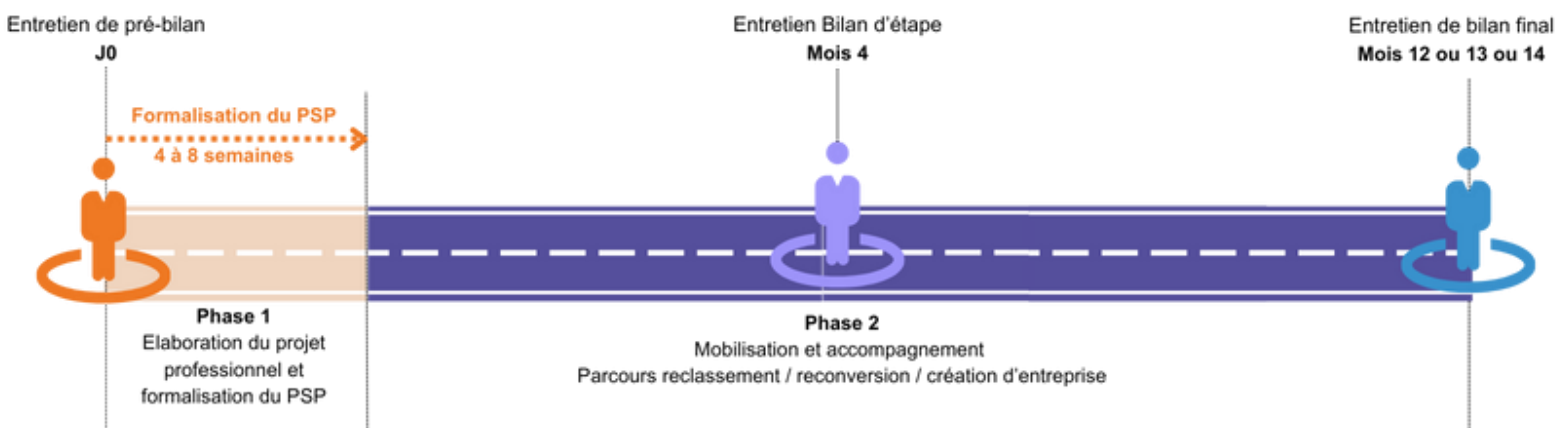 Entretien de pré-bilan
J0
Entretien Bilan d'étape
Mois 4
Entretien de bilan final
Mois 12 ou 13 ou 14
Formalisation du PSP
4 à 8 semaines
Phase 1
Elaboration du projet
professionnel et
formalisation du PSP
Phase 2
Mobilisation et accompagnement
Parcours reclassement / reconversion / création d'entreprise